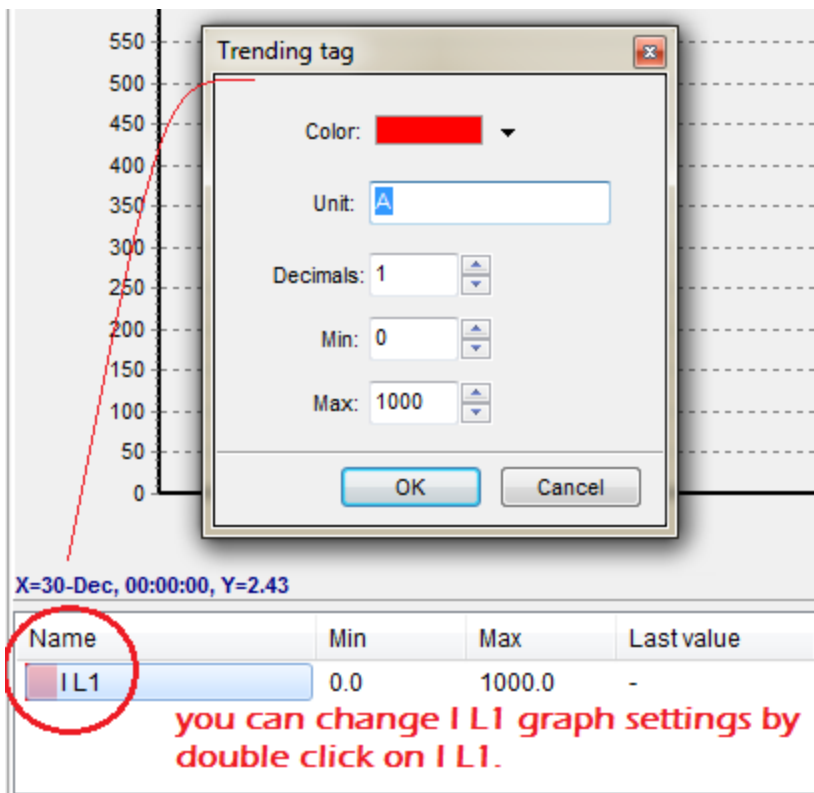 550
Trending tag
500
450
Color:
400
350
Unit: A
300
250
Decimals: 1
200
Min: 0
150
100
Max: 1000
50
0
OK Cancel
X=30-Dec, 00:00:00, Y=2.43
Name Min Max Last value
I L1 0.0 1000.0 -
you can change I L1 graph settings by
double click on I L1.